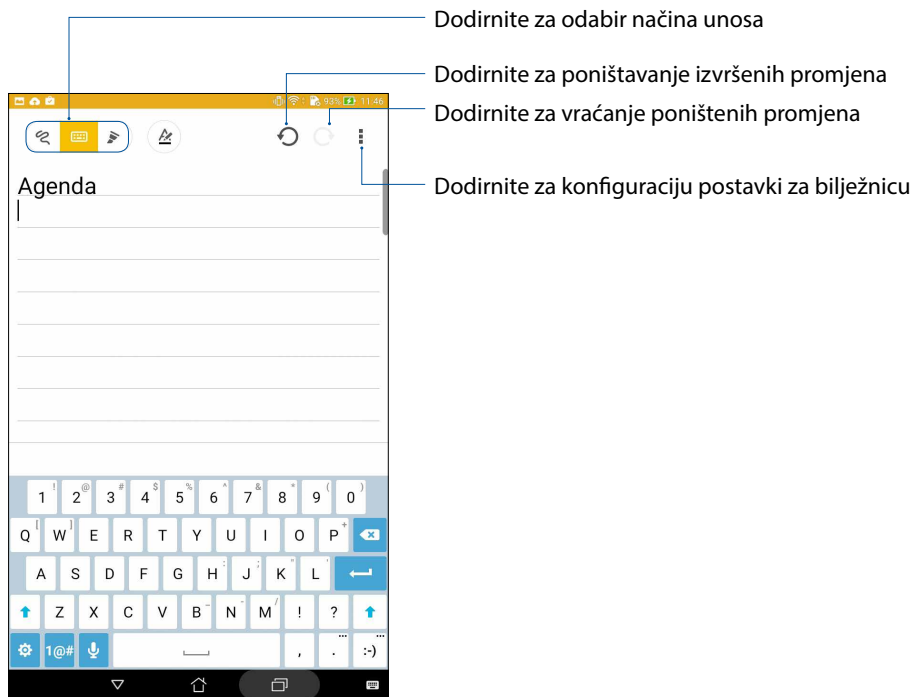 Dodirnite za odabir načina unosa
Dodirnite za poništavanje izvršenih promjena
Dodirnite za vraćanje poništenih promjena
Dodirnite za konfiguraciju postavki za bilježnicu
93% 11:46
Agenda
1 ! 2 @ 3 # 4 $ 5 % 6 ^ 7 & 8 * 9 ( 0 )
Q [ W ] E R T Y U I O P +
A S D F G H : J ; K " L '
Z X C V B _ N - M / ! ?
1@# , . ... :-) ...